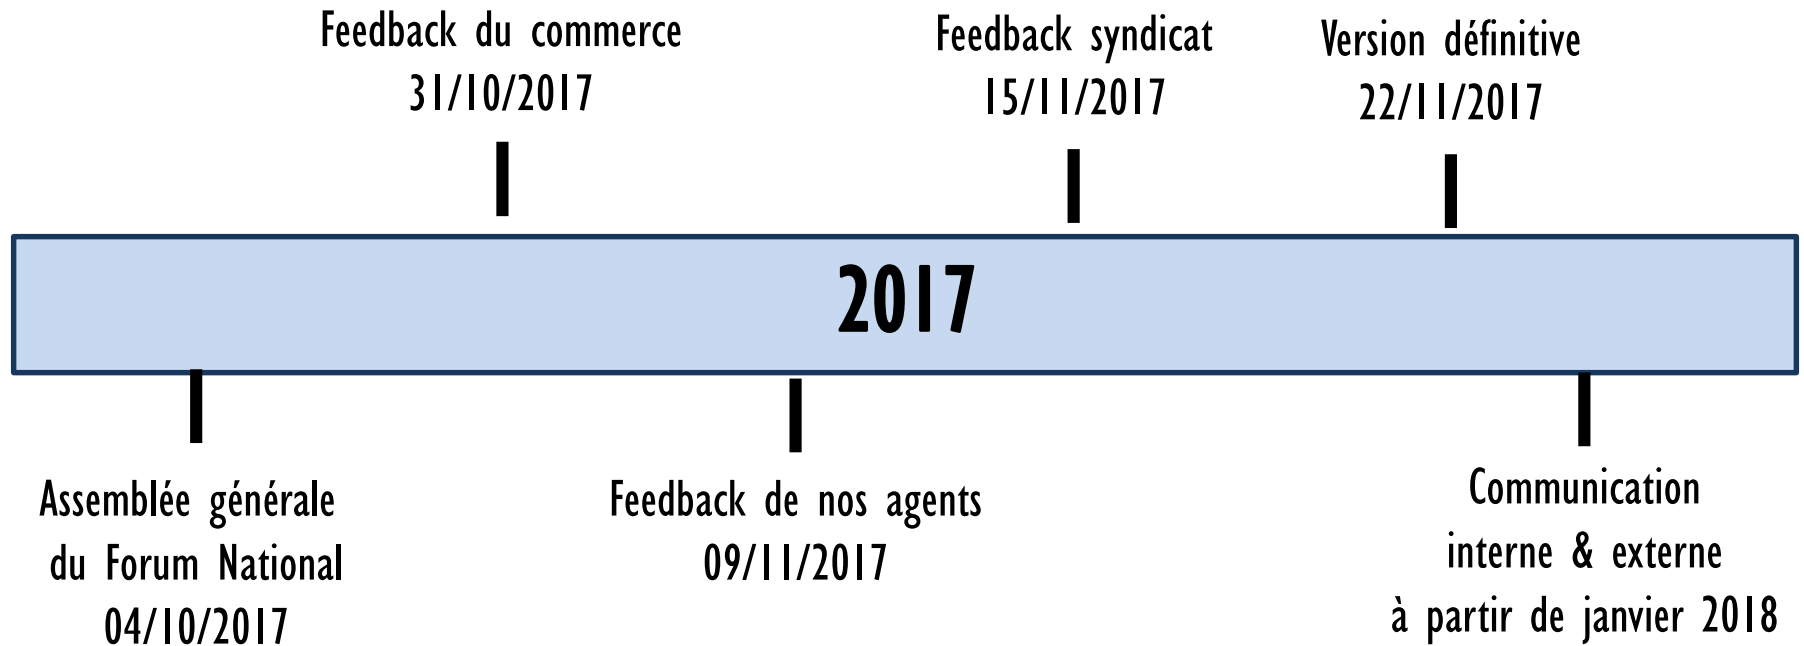 Feedback du commerce
31/10/2017
Feedback syndicat
15/11/2017
Version définitive
22/11/2017
2017
Assemblée générale
du Forum National
04/10/2017
Feedback de nos agents
09/11/2017
Communication
interne & externe
à partir de janvier 2018